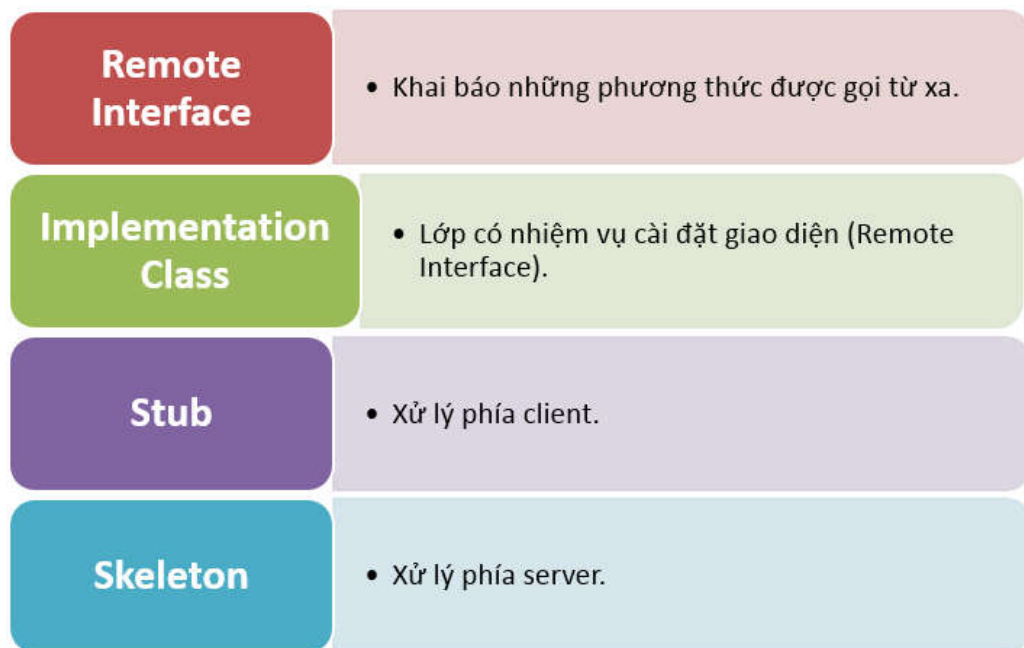 Remote
Interface
• Khai báo những phương thức được gọi từ xa.
Implementation
Class
• Lớp có nhiệm vụ cài đặt giao diện (Remote
Interface).
Stub
• Xử lý phía client.
Skeleton
• Xử lý phía server.